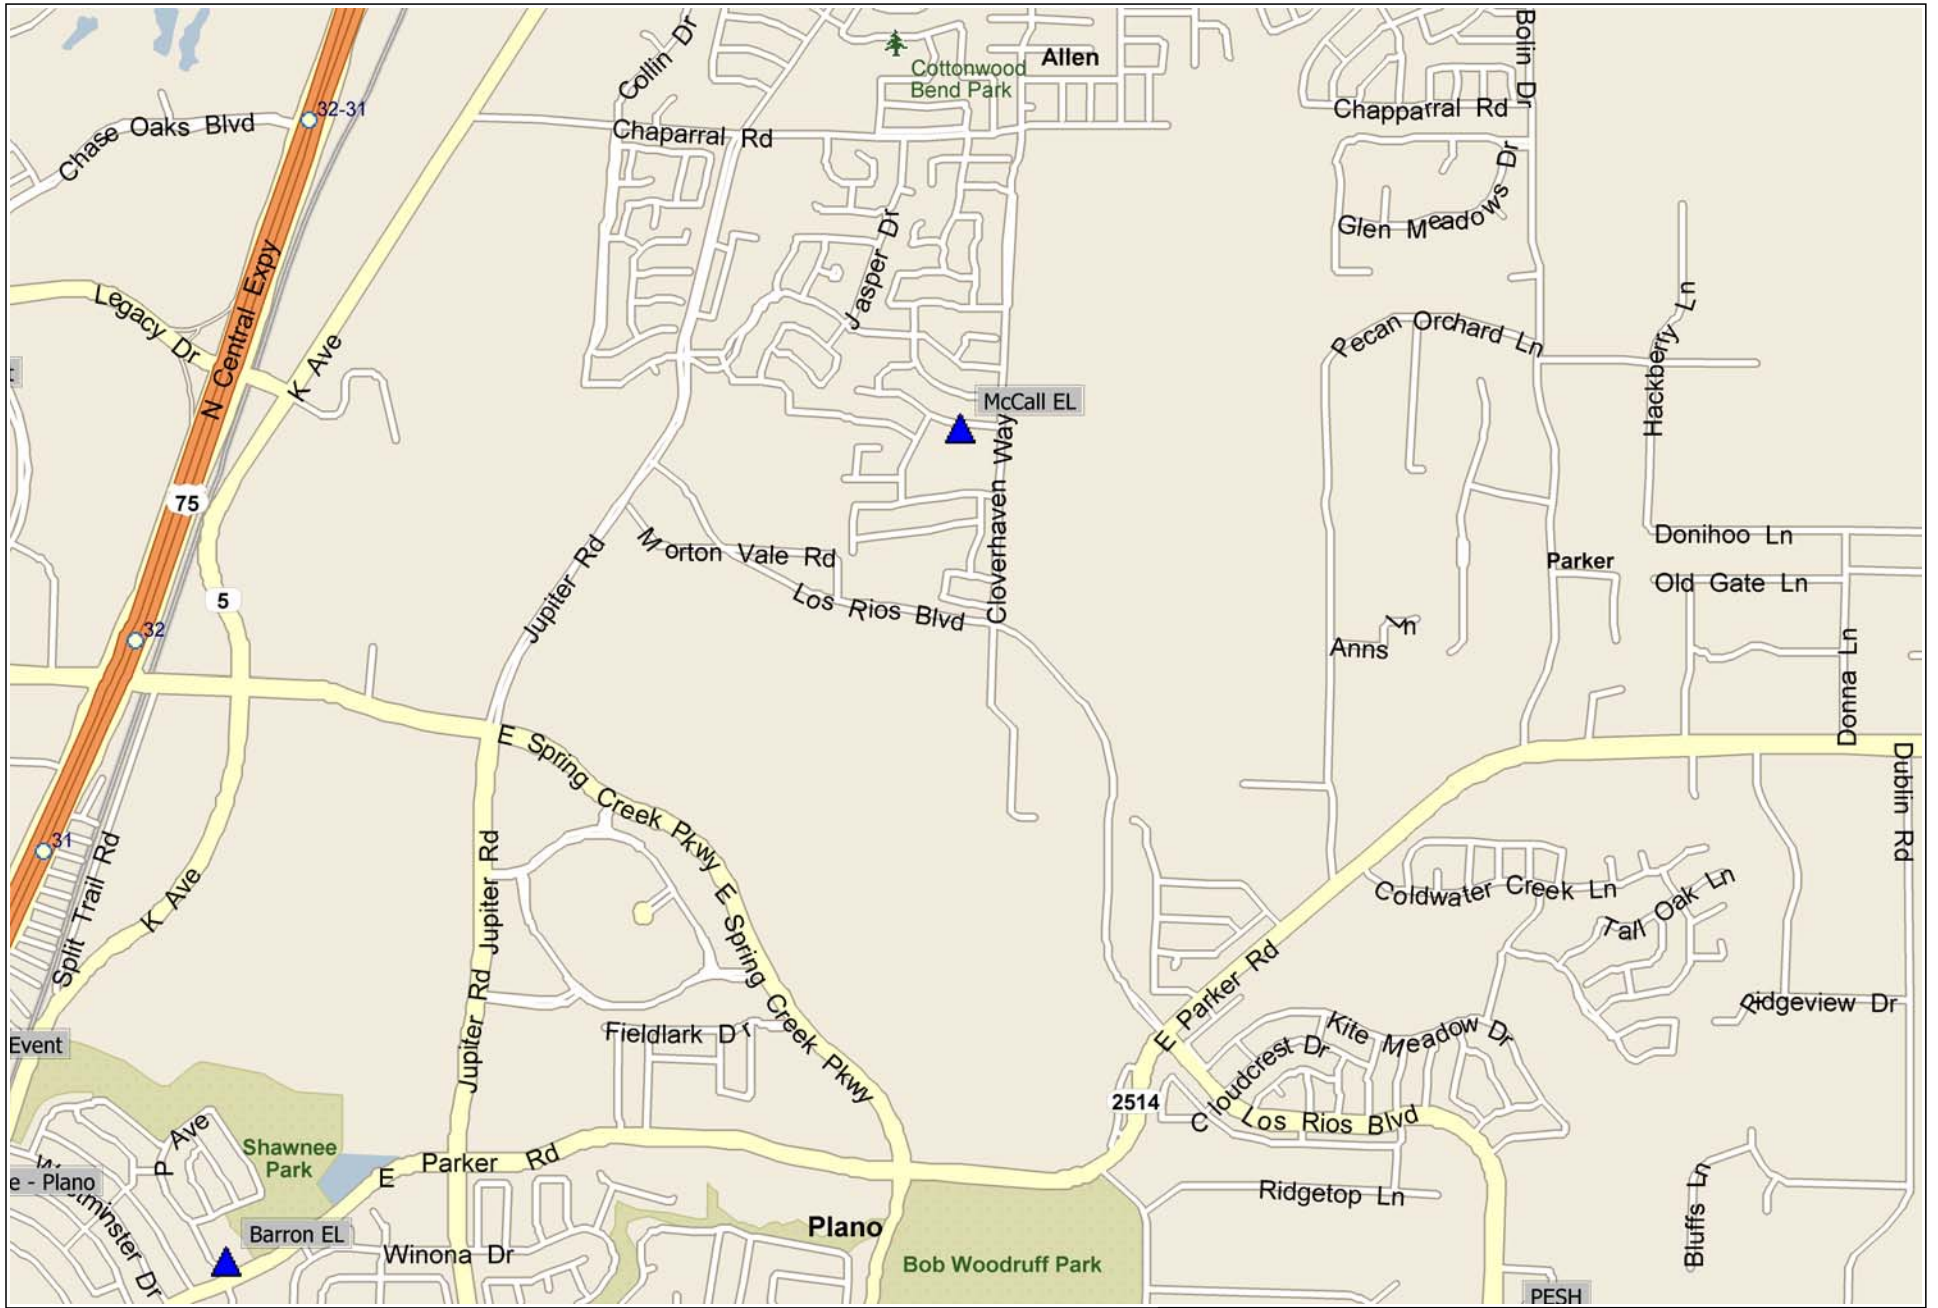 Collin Dr
Cottonwood
Bend Park
Allen
Bolin Dr
32-31
Chase Oaks Blvd
Chaparral Rd
Chapparral Rd
Glen Meadows Dr
Jasper Dr
N Central Expy
Legacy Dr
K Ave
Pecan Orchard Ln
Hackberry Ln
McCall EL
Cloverhaven Way
75
Morton Vale Rd
Jupiter Rd
Los Rios Blvd
Donihoo Ln
Parker
Old Gate Ln
5
32
Anns Ln
Donna Ln
E Spring Creek Pkwy
Dublin Rd
31
Split Trail Rd
K Ave
Jupiter Rd
Jupiter Rd
E Spring Creek Pkwy
Coldwater Creek Ln
Tall Oak Ln
E Parker Rd
Ridgeview Dr
Event
Fieldlark Dr
Jupiter Rd
Kite Meadow Dr
Cloudcrest Dr
2514
Los Rios Blvd
P Ave
Shawnee
Park
E Parker Rd
e - Plano
Ridgetop Ln
Bluffs Ln
Barron EL
Winona Dr
Plano
Bob Woodruff Park
PESH